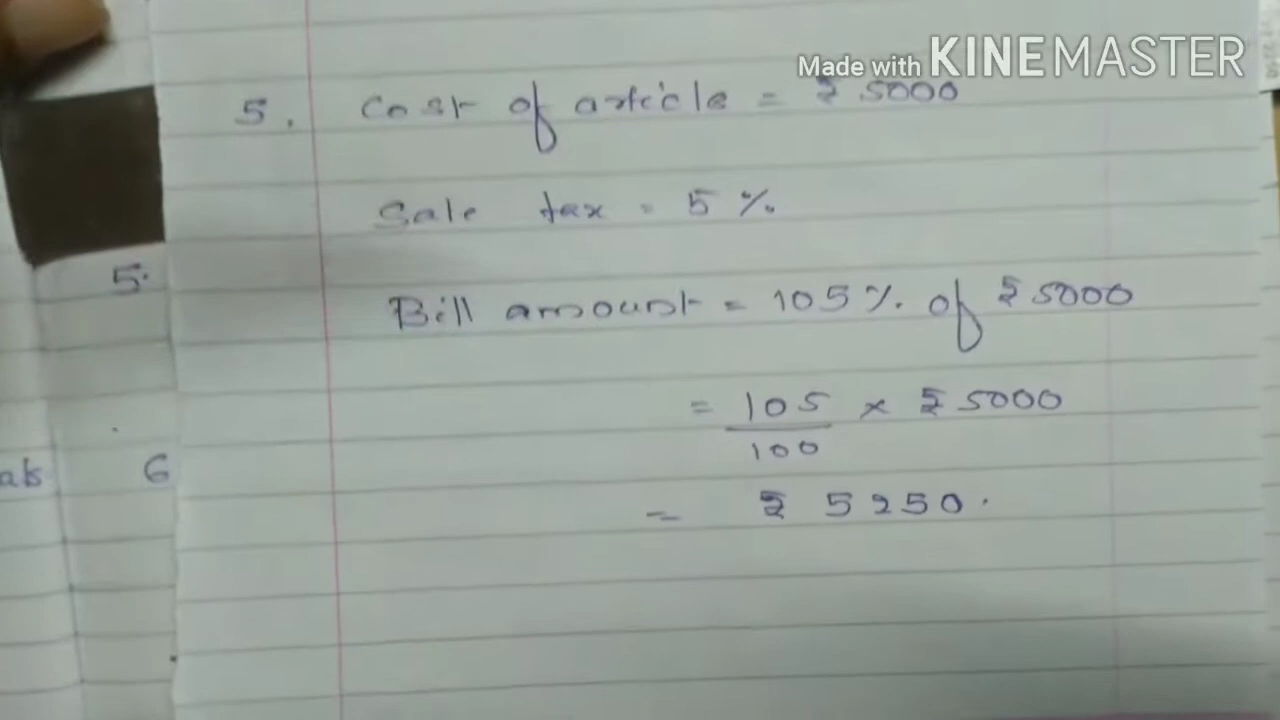 Made with KINEMASTER
5. Cost of article = ₹ 5000
Sale tax = 5 %
5.
Bill amount = 105 % of ₹ 5000
= 105 × ₹ 5000
100
6
= ₹ 5250.